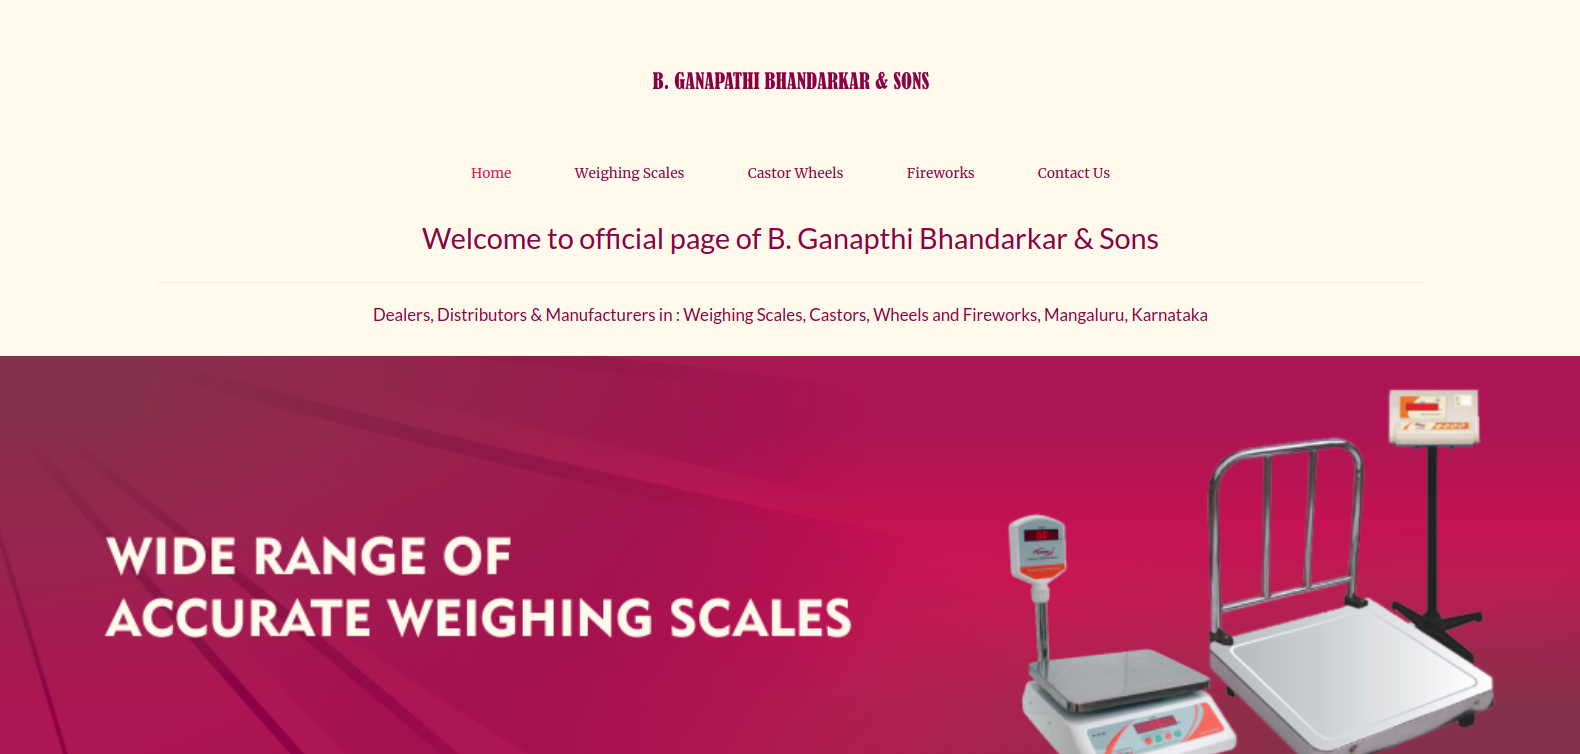 B. GANAPATHI BHANDARKAR & SONS
Home Weighing Scales Castor Wheels Fireworks Contact Us
Welcome to official page of B. Ganapthi Bhandarkar & Sons
Dealers, Distributors & Manufacturers in : Weighing Scales, Castors, Wheels and Fireworks, Mangaluru, Karnataka
WIDE RANGE OF
ACCURATE WEIGHING SCALES